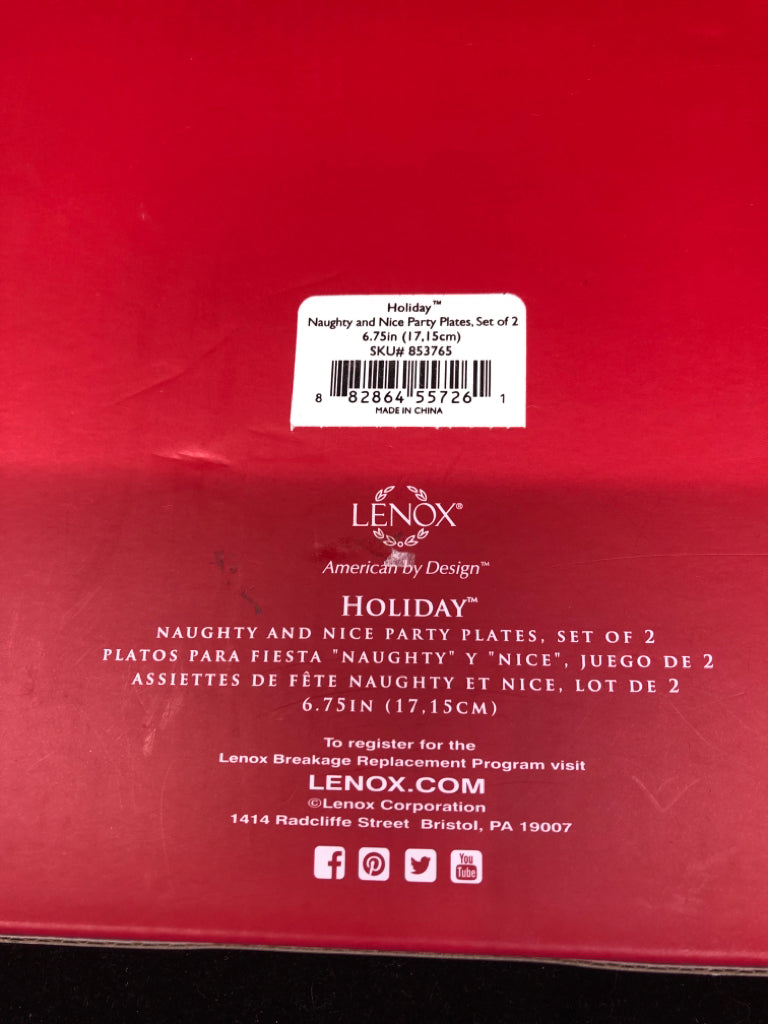 Holiday™
Naughty and Nice Party Plates, Set of 2
6.75in (17,15cm)
SKU# 853765
8 82864 55726 1
MADE IN CHINA
LENOX®
American by Design™
HOLIDAY™
NAUGHTY AND NICE PARTY PLATES, SET OF 2
PLATOS PARA FIESTA "NAUGHTY" Y "NICE", JUEGO DE 2
ASSIETTES DE FÊTE NAUGHTY ET NICE, LOT DE 2
6.75IN (17,15CM)
To register for the
Lenox Breakage Replacement Program visit
LENOX.COM
©Lenox Corporation
1414 Radcliffe Street Bristol, PA 19007
You Tube